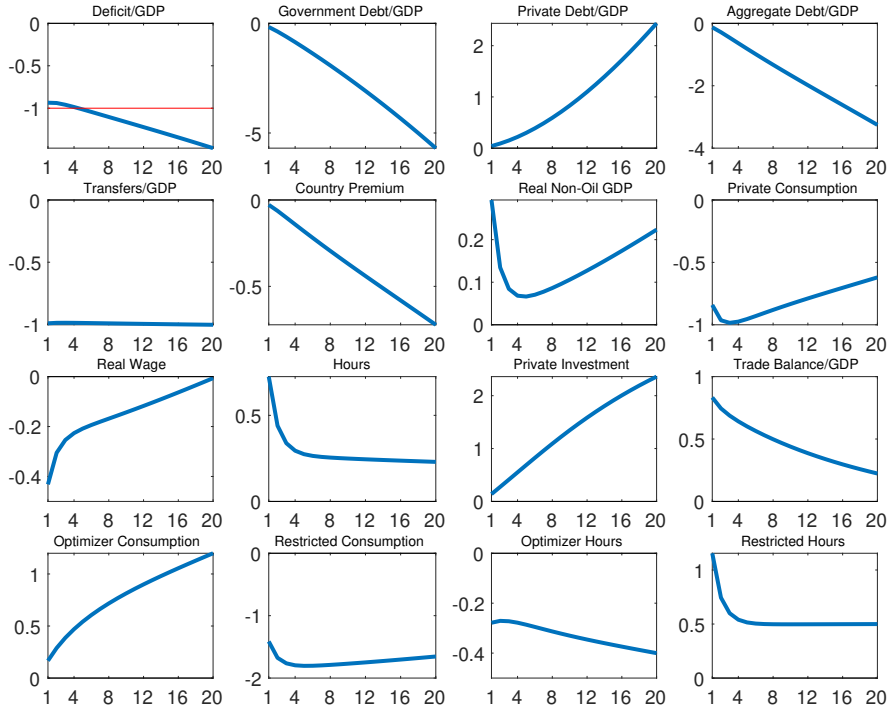 Deficit/GDP Government Debt/GDP Private Debt/GDP Aggregate Debt/GDP
0 0 2 0
-0.5 1 -2
-1 -5 0 -4
1 4 8 12 16 20 1 4 8 12 16 20 1 4 8 12 16 20 1 4 8 12 16 20
Transfers/GDP Country Premium Real Non-Oil GDP Private Consumption
0 0 0.2 0
-0.5 -0.5 0.1 -0.5
-1 0 -1
1 4 8 12 16 20 1 4 8 12 16 20 1 4 8 12 16 20 1 4 8 12 16 20
Real Wage Hours Private Investment Trade Balance/GDP
0 0.5 2 1
-0.2 0 1 0.5
-0.4 0 0
1 4 8 12 16 20 1 4 8 12 16 20 1 4 8 12 16 20 1 4 8 12 16 20
Optimizer Consumption Restricted Consumption Optimizer Hours Restricted Hours
1 0 0 1
0.5 -1 -0.2 0.5
0 -2 -0.4 0
1 4 8 12 16 20 1 4 8 12 16 20 1 4 8 12 16 20 1 4 8 12 16 20